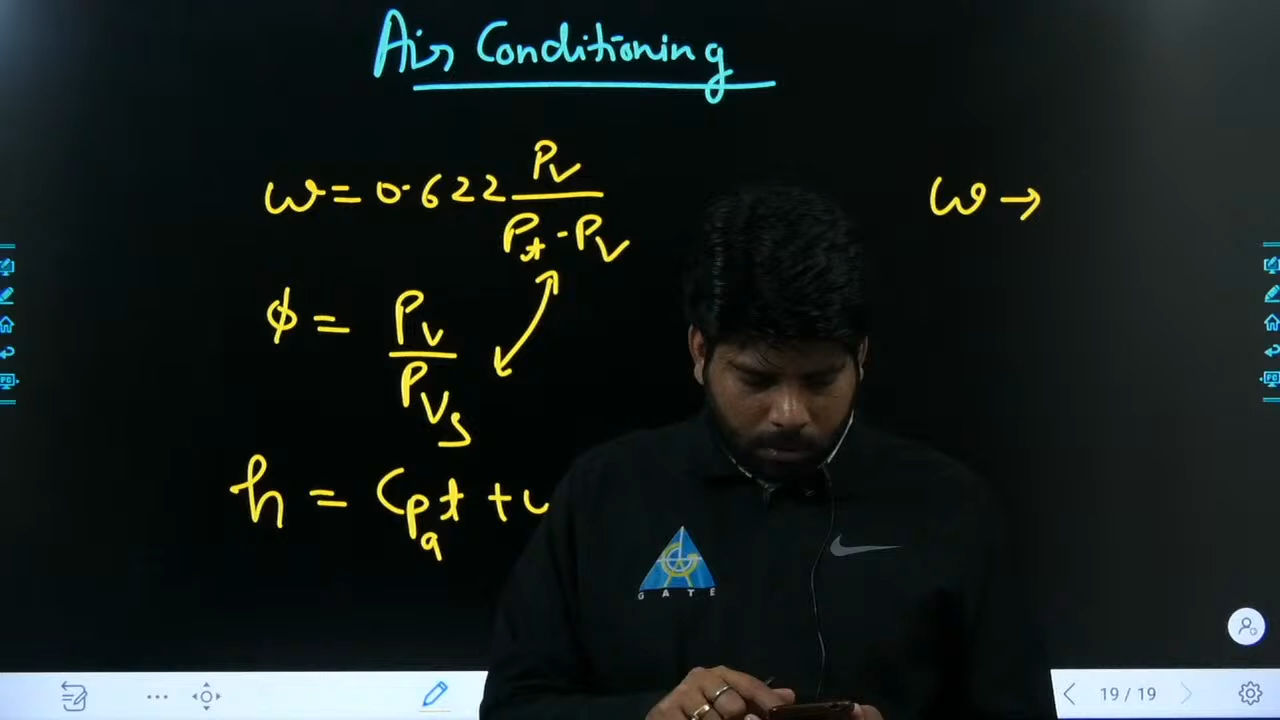 Air Conditioning
ω = 0.622 Pv / (Pt - Pv)
ω →
ϕ = Pv / Pvs
h = Cpa t + ω
GATE
19 / 19